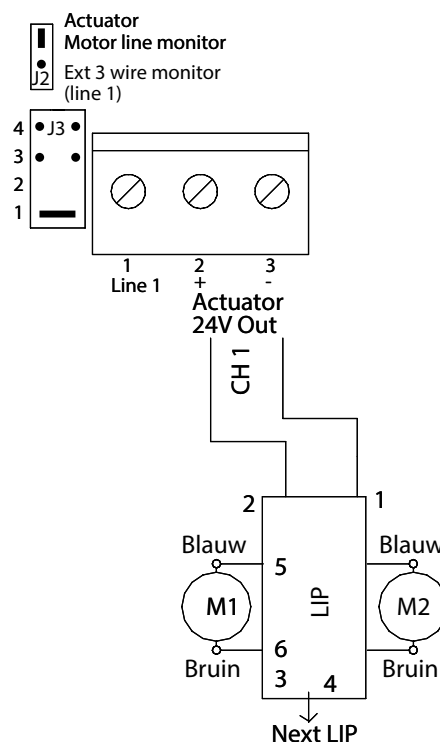 Actuator
Motor line monitor
J2 Ext 3 wire monitor
(line 1)
4 J3
3
2
1
1 2 3
Line 1 + -
Actuator
24V Out
CH 1
2 1
Blauw Blauw
5
M1 LIP M2
6
Bruin Bruin
3 4
Next LIP